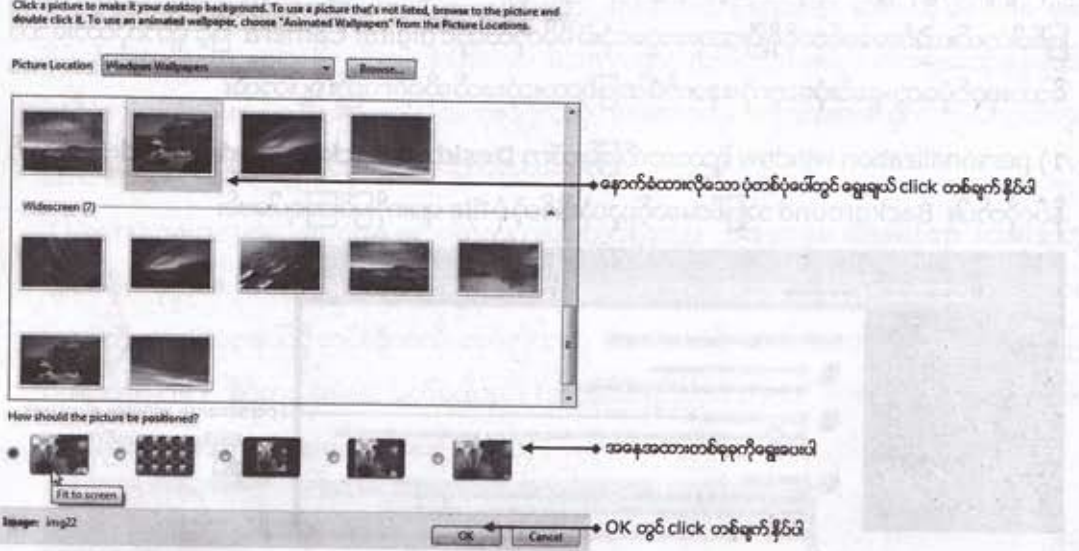 Click a picture to make it your desktop background. To use a picture that's not listed, browse to the picture and
double click it. To use an animated wallpaper, choose "Animated Wallpapers" from the Picture Locations.
Picture Location Windows Wallpapers Browse...
နောက်ခံထားလိုသော ပုံတစ်ပုံပေါ်တွင် ရွေးချယ် click တစ်ချက် နှိပ်ပါ
Widescreen (7)
How should the picture be positioned?
အနေအထားတစ်ခုခုကိုရွေးပေးပါ
Fit to screen
Image: img22
OK Cancel
OK တွင် click တစ်ချက် နှိပ်ပါ